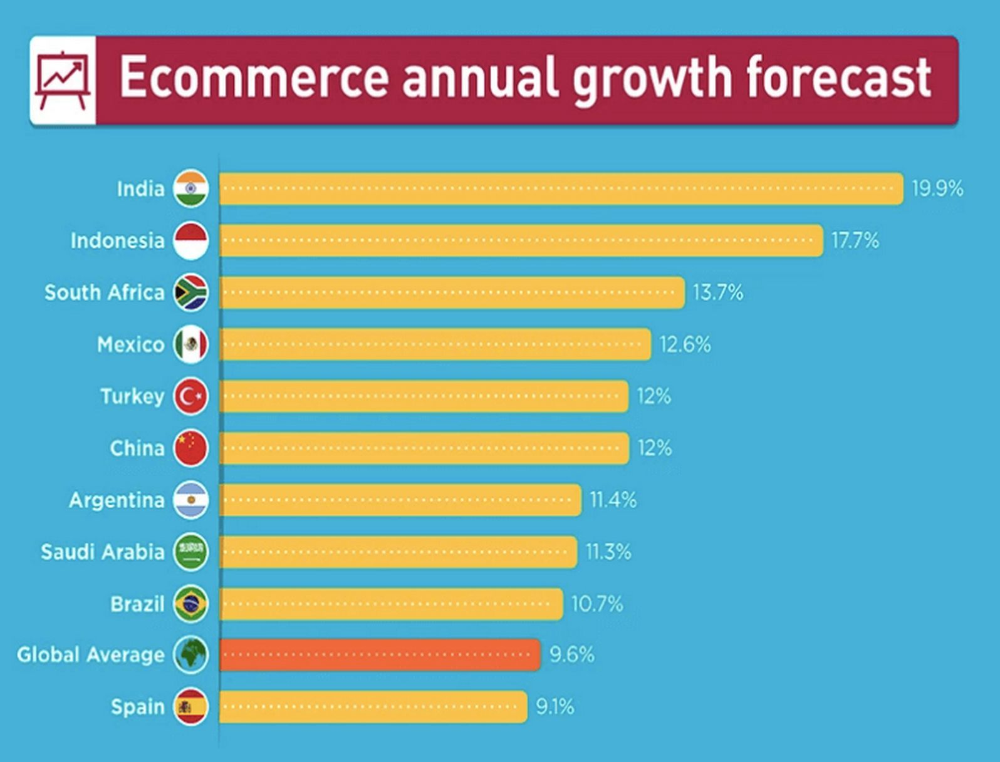 Ecommerce annual growth forecast
India 19.9%
Indonesia 17.7%
South Africa 13.7%
Mexico 12.6%
Turkey 12%
China 12%
Argentina 11.4%
Saudi Arabia 11.3%
Brazil 10.7%
Global Average 9.6%
Spain 9.1%